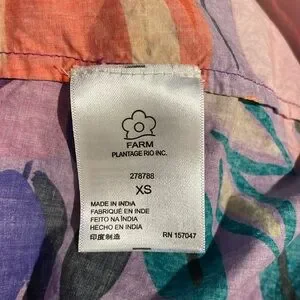 FARM
PLANTAGE RIO INC.
278788
XS
MADE IN INDIA
FABRIQUÉ EN INDE
FEITO NA ÍNDIA
HECHO EN INDIA
印度制造
RN 157047